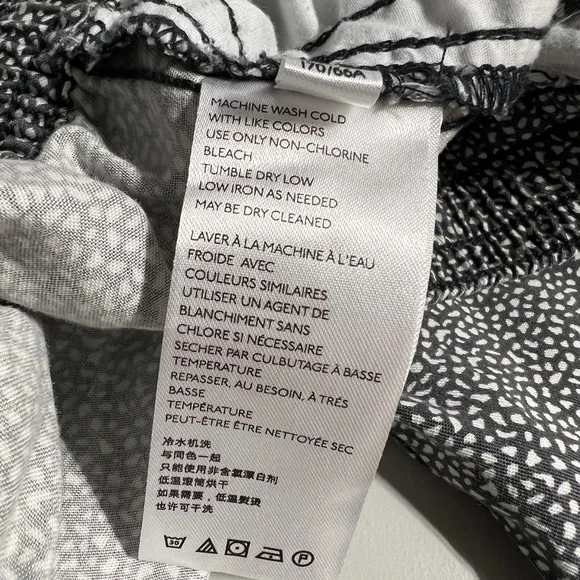 170/66A
MACHINE WASH COLD
WITH LIKE COLORS
USE ONLY NON-CHLORINE
BLEACH
TUMBLE DRY LOW
LOW IRON AS NEEDED
MAY BE DRY CLEANED
LAVER À LA MACHINE À L'EAU
FROIDE AVEC
COULEURS SIMILAIRES
UTILISER UN AGENT DE
BLANCHIMENT SANS
CHLORE SI NÉCESSAIRE
SECHER PAR CULBUTAGE À BASSE
TEMPERATURE
REPASSER, AU BESOIN, À TRÉS
BASSE
TEMPÉRATURE
PEUT-ÊTRE ÊTRE NETTOYÉE SEC
冷水机洗
与同色一起
只能使用非含氯漂白剂
低温滚筒烘干
如果需要，低温熨烫
也许可干洗
30 P